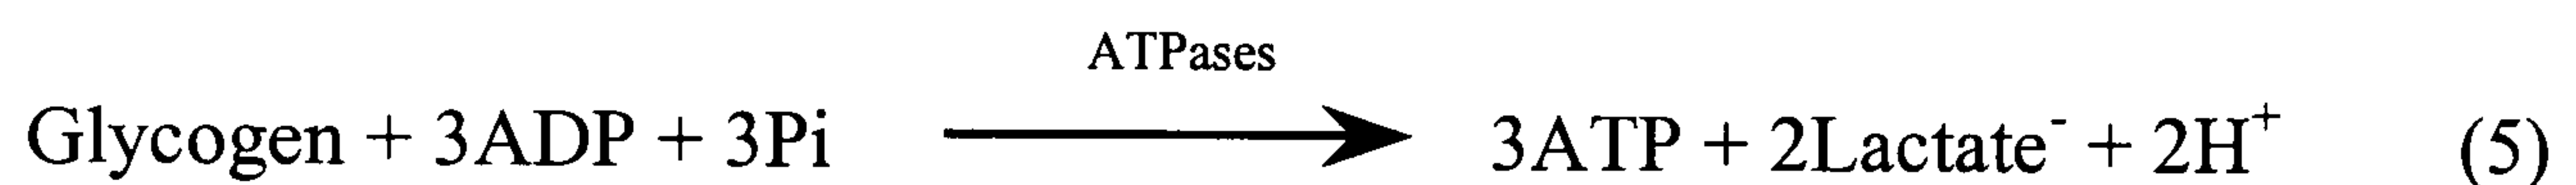 ATPases
Glycogen + 3ADP + 3Pi ⟶ 3ATP + 2Lactate⁻ + 2H⁺ (5)